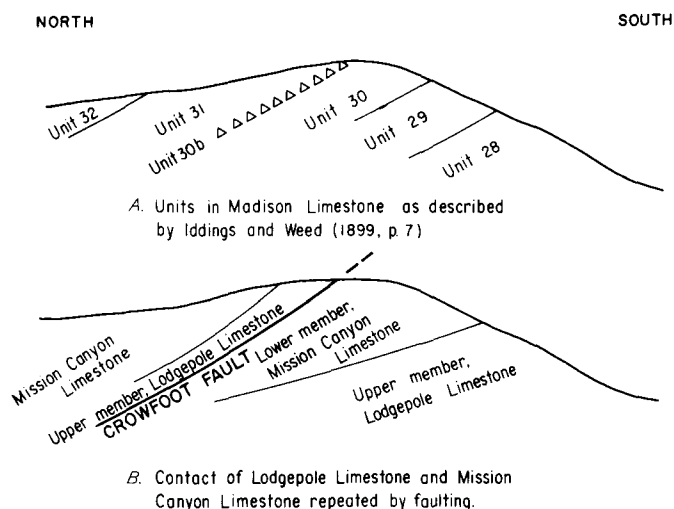 NORTH
SOUTH
Unit 32
Unit 31
Unit 30b
Unit 30
Unit 29
Unit 28
A. Units in Madison Limestone as described
by Iddings and Weed (1899, p. 7)
Mission Canyon
Limestone
Upper member, Lodgepole Limestone
CROWFOOT FAULT
Lower member,
Mission Canyon
Limestone
Upper member,
Lodgepole Limestone
B. Contact of Lodgepole Limestone and Mission
Canyon Limestone repeated by faulting.